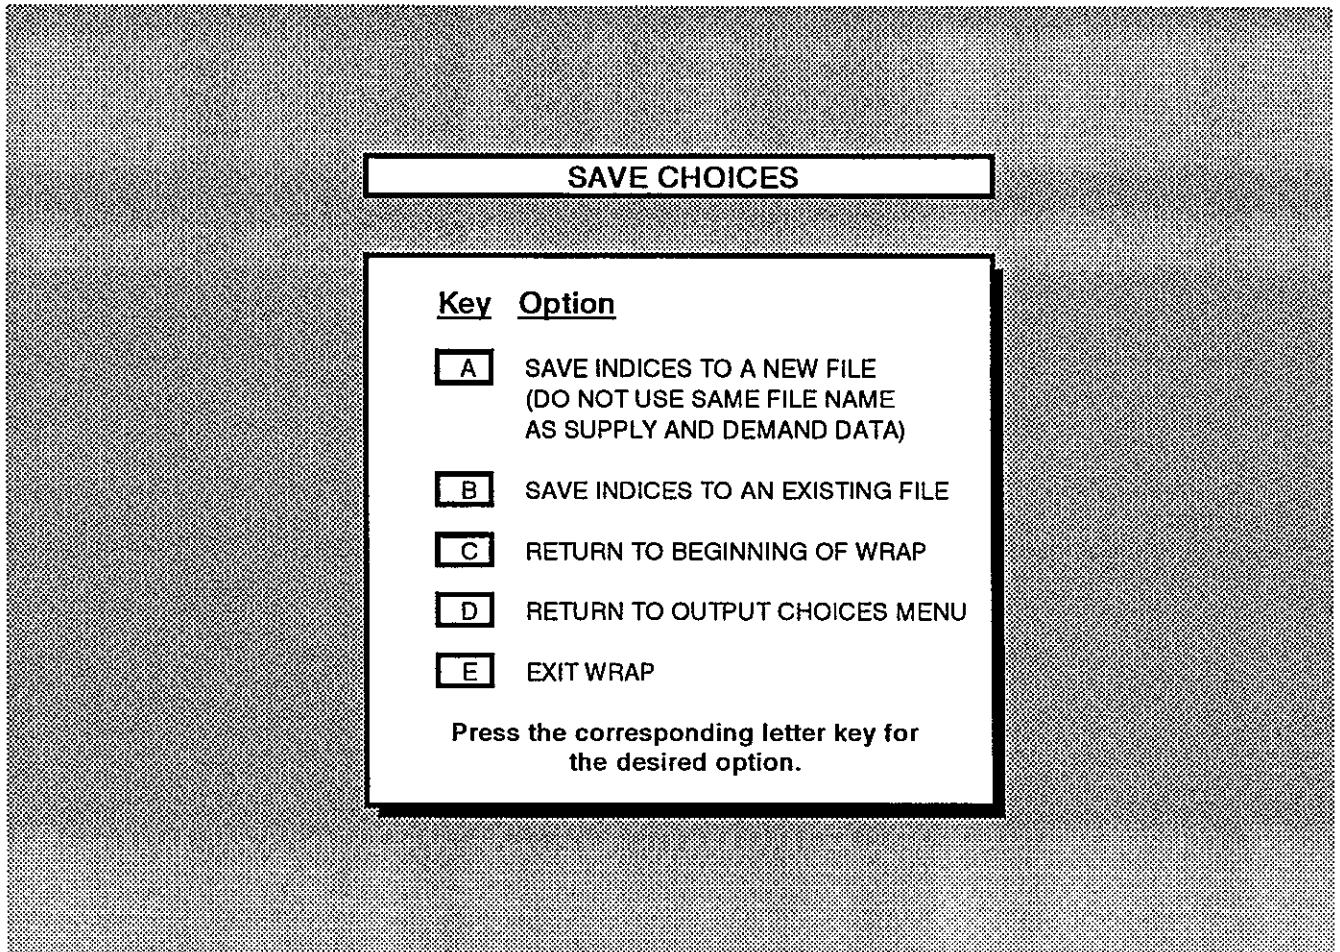 SAVE CHOICES
Key Option
A SAVE INDICES TO A NEW FILE
(DO NOT USE SAME FILE NAME
AS SUPPLY AND DEMAND DATA)
B SAVE INDICES TO AN EXISTING FILE
C RETURN TO BEGINNING OF WRAP
D RETURN TO OUTPUT CHOICES MENU
E EXIT WRAP
Press the corresponding letter key for
the desired option.